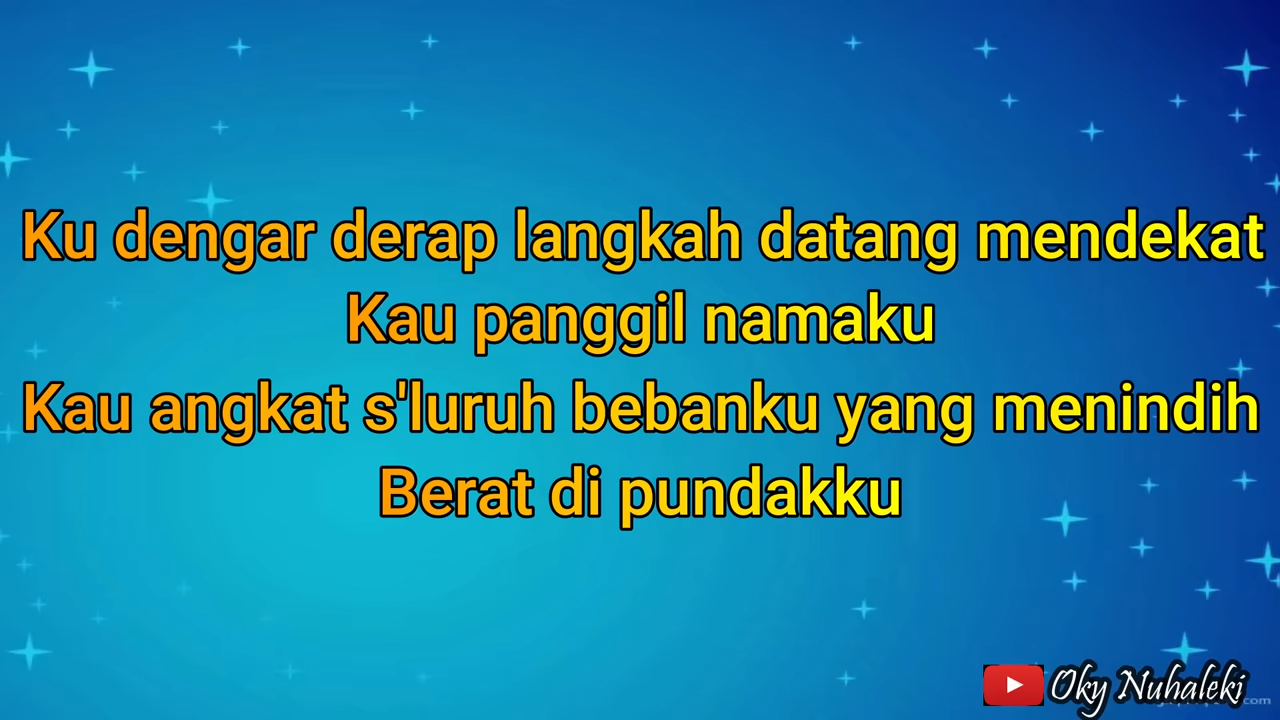 Ku dengar derap langkah datang mendekat
Kau panggil namaku
Kau angkat s'luruh bebanku yang menindih
Berat di pundakku
Oky Nuhaleki